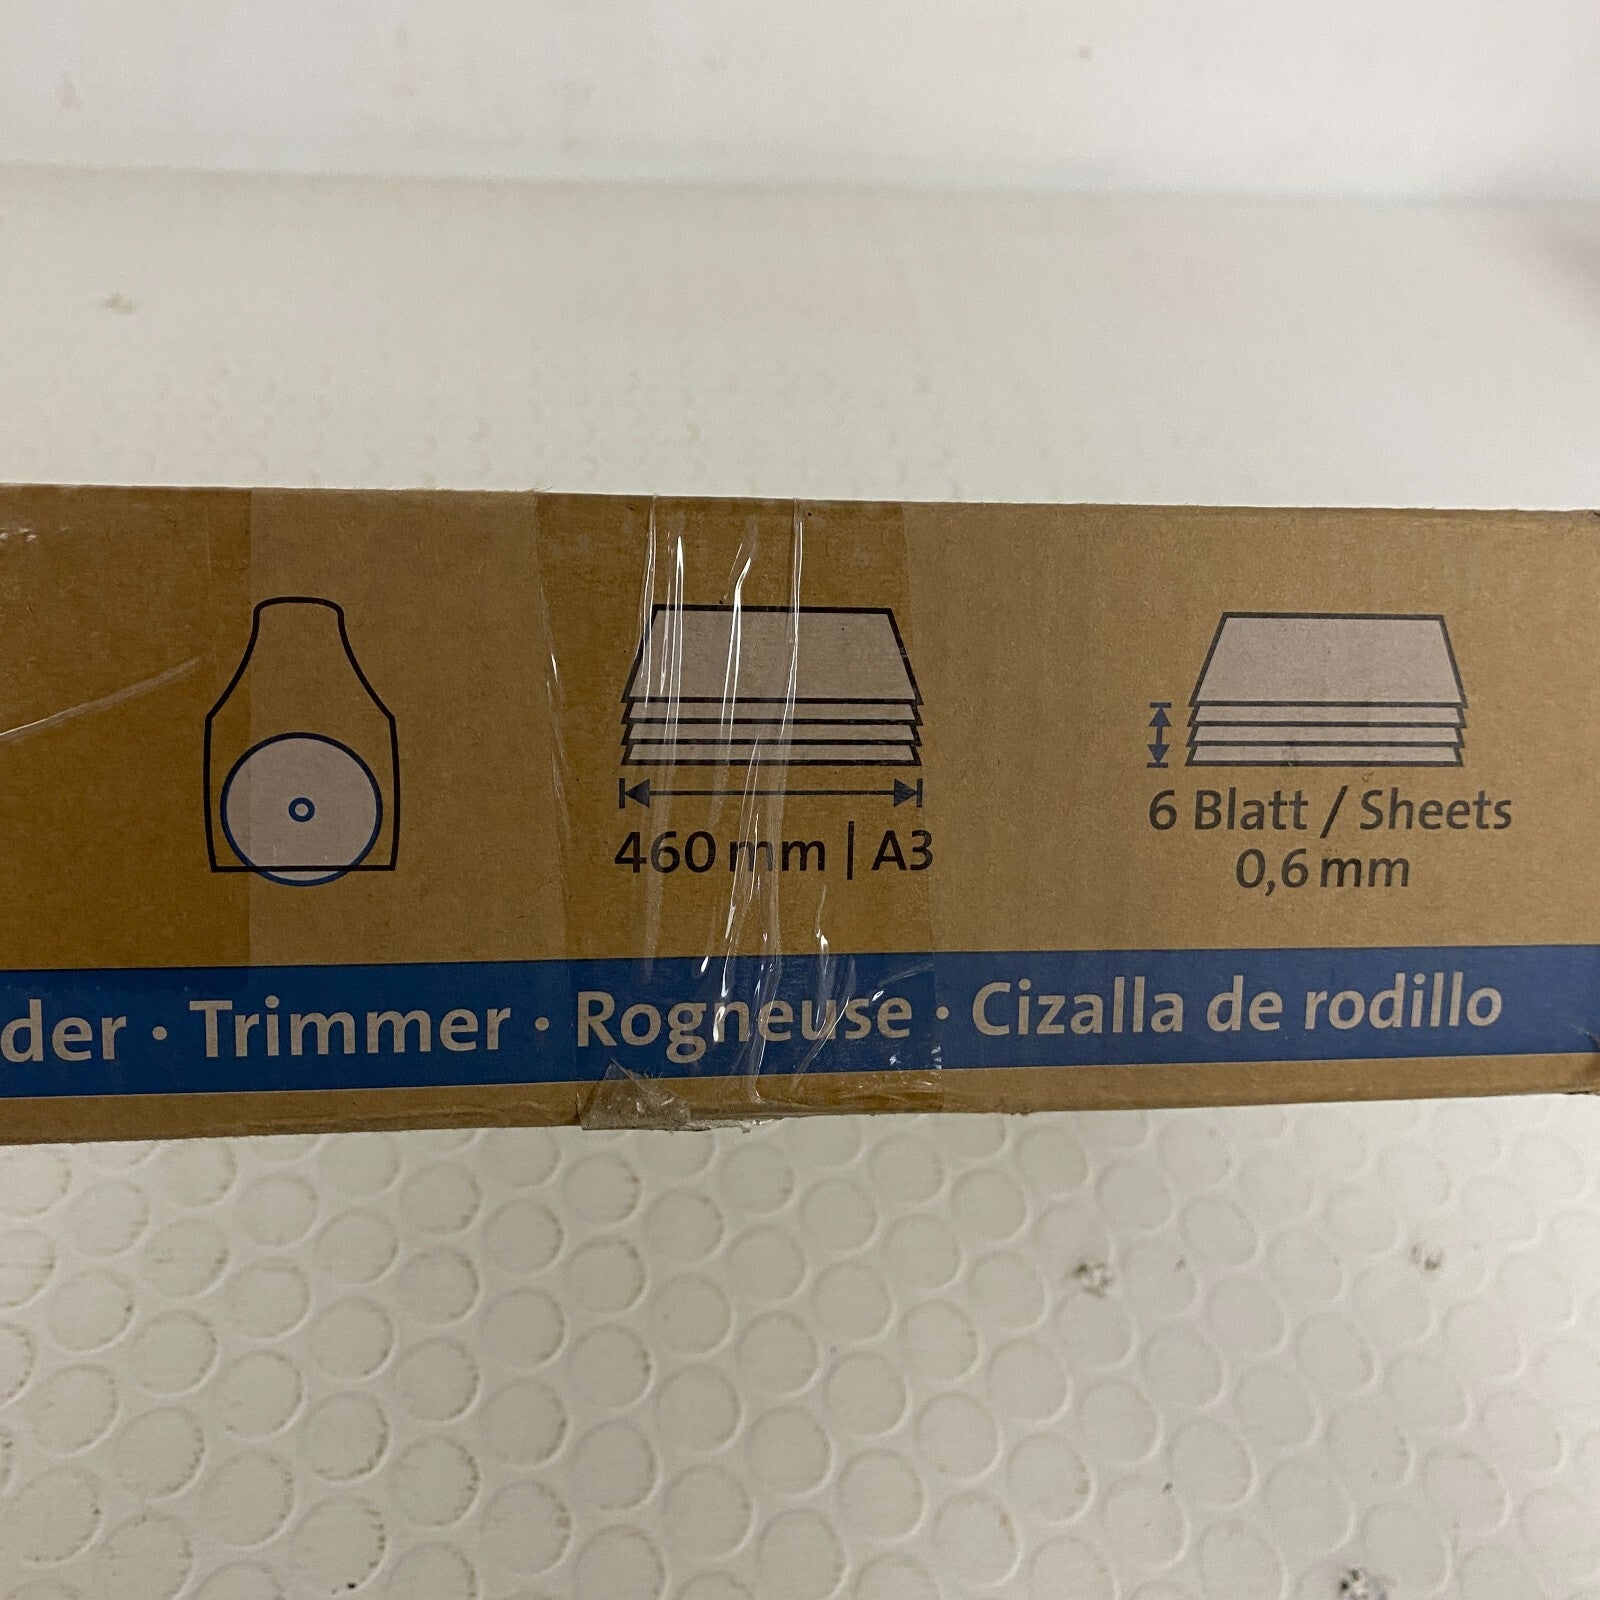 460 mm | A3
6 Blatt / Sheets
0,6 mm
der · Trimmer · Rogneuse · Cizalla de rodillo